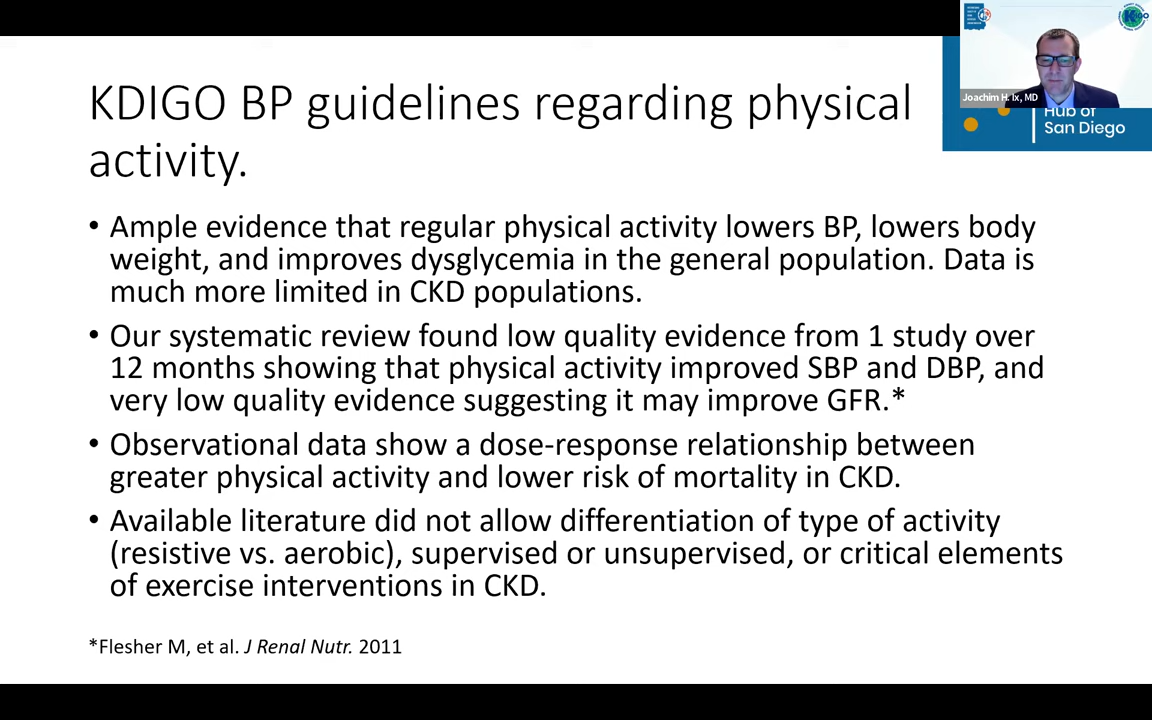 KDIGO BP guidelines regarding physical
activity.
• Ample evidence that regular physical activity lowers BP, lowers body
weight, and improves dysglycemia in the general population. Data is
much more limited in CKD populations.
• Our systematic review found low quality evidence from 1 study over
12 months showing that physical activity improved SBP and DBP, and
very low quality evidence suggesting it may improve GFR.*
• Observational data show a dose-response relationship between
greater physical activity and lower risk of mortality in CKD.
• Available literature did not allow differentiation of type of activity
(resistive vs. aerobic), supervised or unsupervised, or critical elements
of exercise interventions in CKD.
*Flesher M, et al. J Renal Nutr. 2011
Joachim H. Ix, MD
Hub of
San Diego